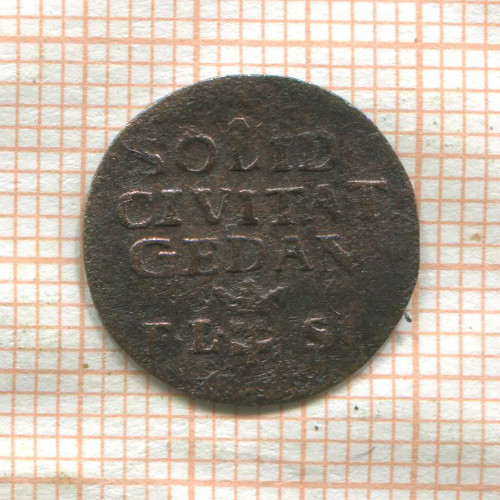 SOLID
CIVITAT
GEDAN
F L S